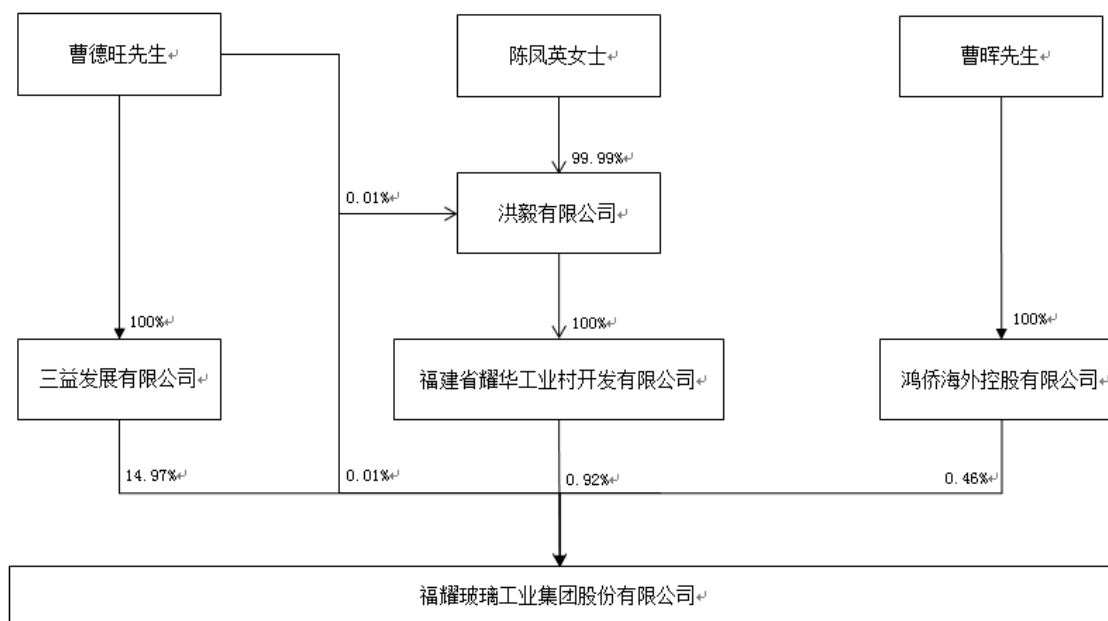 曹德旺先生
陈凤英女士
曹晖先生
99.99%
0.01%
洪毅有限公司
100%
100%
100%
三益发展有限公司
福建省耀华工业村开发有限公司
鸿侨海外控股有限公司
14.97%
0.01%
0.92%
0.46%
福耀玻璃工业集团股份有限公司